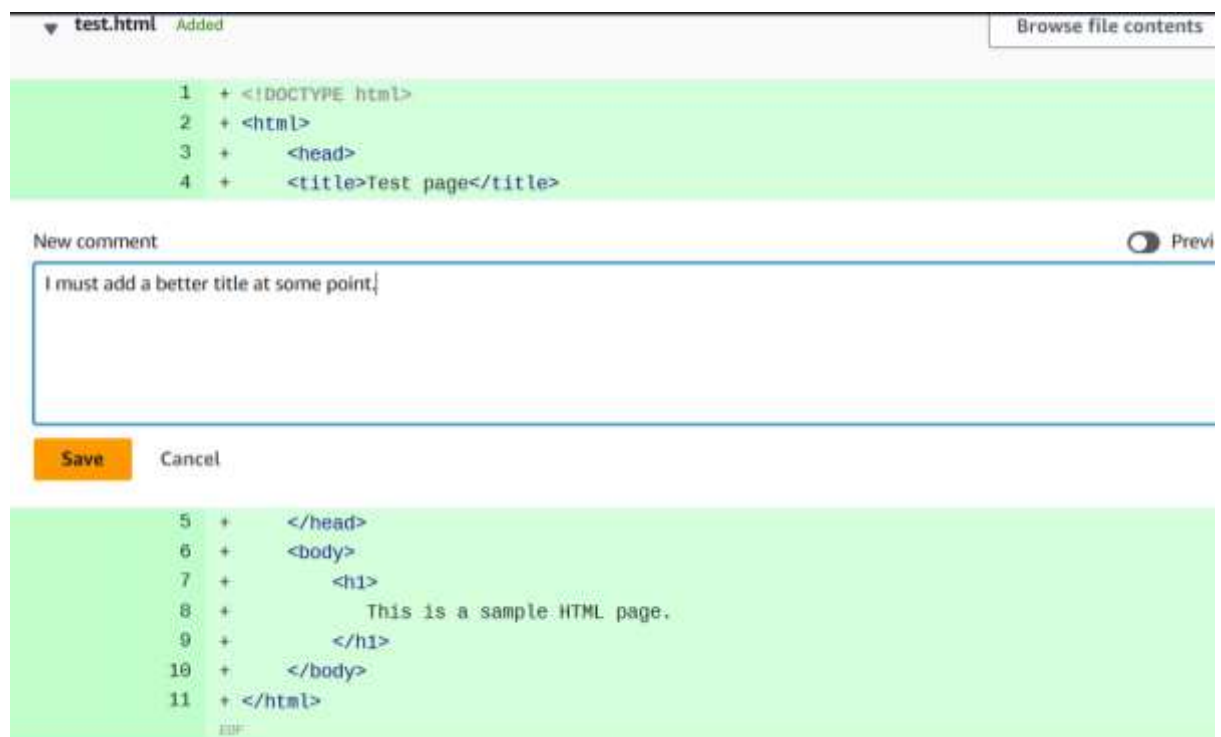 test.html Added Browse file contents
1 + <!DOCTYPE html>
2 + <html>
3 + <head>
4 + <title>Test page</title>
New comment Previ
I must add a better title at some point.
Save Cancel
5 + </head>
6 + <body>
7 + <h1>
8 + This is a sample HTML page.
9 + </h1>
10 + </body>
11 + </html>
EOF